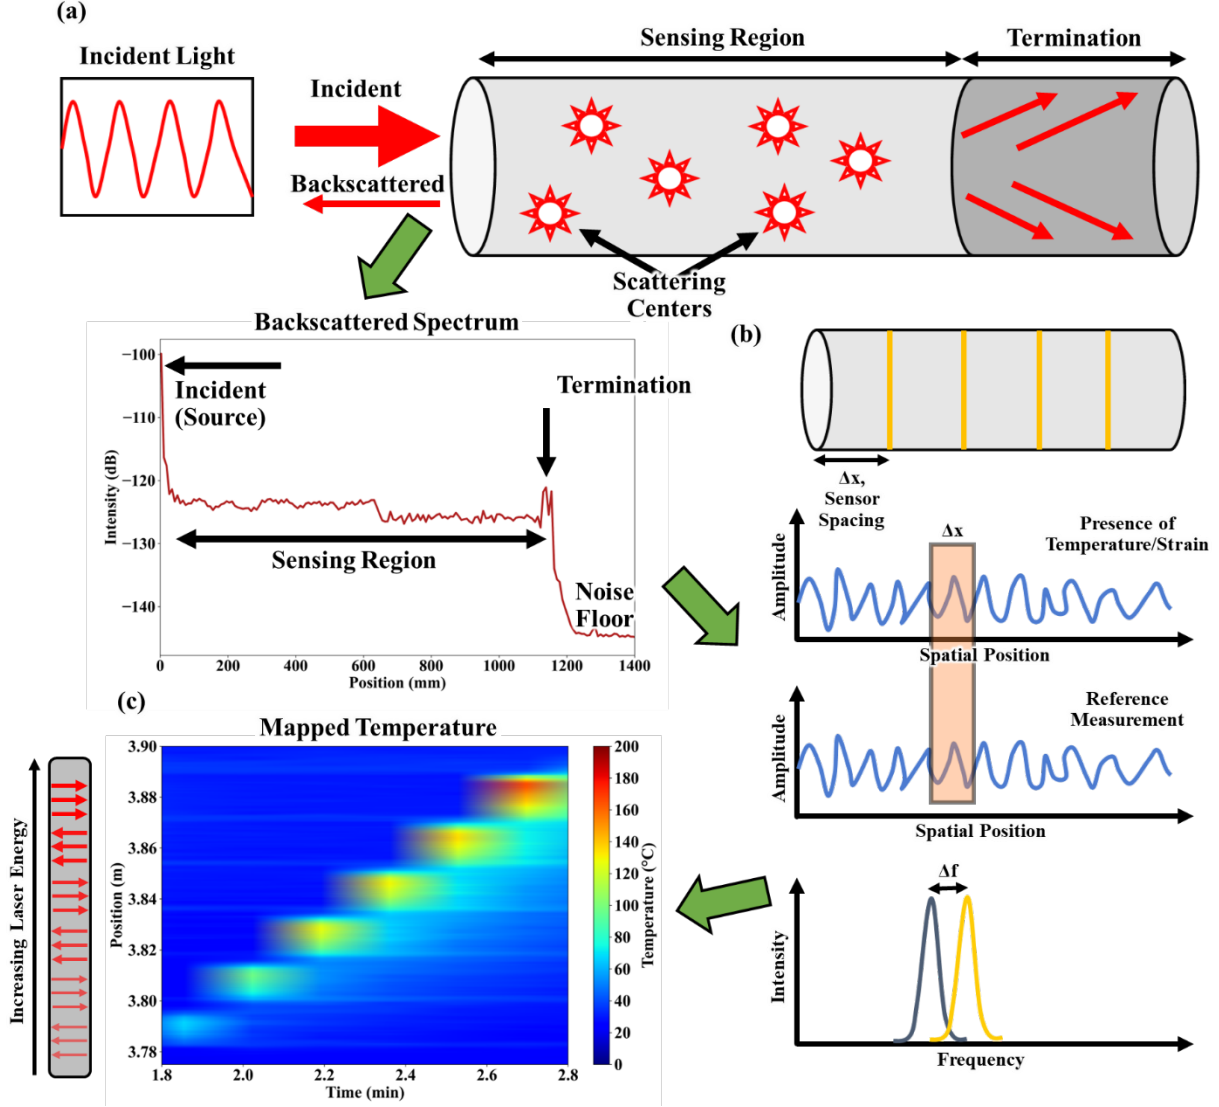 (a)
Incident Light
Incident
Backscattered
Sensing Region
Termination
Scattering
Centers
Backscattered Spectrum
−100
−110
−120
−130
−140
Intensity (dB)
Incident
(Source)
Termination
Sensing Region
Noise
Floor
0
200
400
600
800
1000
1200
1400
Position (mm)
(b)
Δx,
Sensor
Spacing
Δx
Presence of
Temperature/Strain
Amplitude
Spatial Position
Reference
Measurement
Amplitude
Spatial Position
Δf
Intensity
Frequency
(c)
Mapped Temperature
Increasing Laser Energy
3.90
3.88
3.86
3.84
3.82
3.80
3.78
Position (m)
1.8
2.0
2.2
2.4
2.6
2.8
Time (min)
200
180
160
140
120
100
80
60
40
20
0
Temperature (°C)